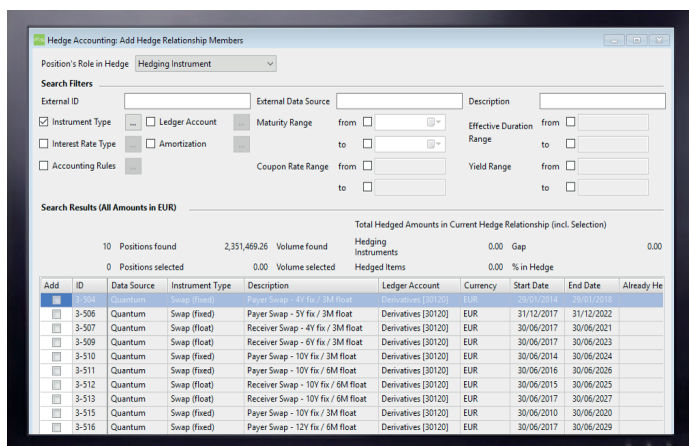 Hedge Accounting: Add Hedge Relationship Members
Position's Role in Hedge Hedging Instrument
Search Filters
External ID External Data Source Description
Instrument Type ... Ledger Account ... Maturity Range from Effective Duration Range from
Interest Rate Type ... Amortization ... to to
Accounting Rules ... Coupon Rate Range from Yield Range from
to to
Search Results (All Amounts in EUR)
Total Hedged Amounts in Current Hedge Relationship (incl. Selection)
10 Positions found 2,351,469.26 Volume found Hedging Instruments 0.00 Gap 0.00
0 Positions selected 0.00 Volume selected Hedged Items 0.00 % in Hedge
Add ID Data Source Instrument Type Description Ledger Account Currency Start Date End Date Already He
3-504 Quantum Swap (fixed) Payer Swap - 4Y fix / 3M float Derivatives [30120] EUR 29/01/2014 29/01/2018
3-506 Quantum Swap (fixed) Payer Swap - 5Y fix / 3M float Derivatives [30120] EUR 31/12/2017 31/12/2022
3-507 Quantum Swap (float) Receiver Swap - 4Y fix / 3M float Derivatives [30120] EUR 30/06/2017 30/06/2021
3-509 Quantum Swap (float) Receiver Swap - 6Y fix / 3M float Derivatives [30120] EUR 30/06/2017 30/06/2023
3-510 Quantum Swap (fixed) Payer Swap - 10Y fix / 3M float Derivatives [30120] EUR 30/06/2014 30/06/2024
3-511 Quantum Swap (fixed) Payer Swap - 10Y fix / 6M float Derivatives [30120] EUR 30/06/2016 30/06/2026
3-512 Quantum Swap (float) Receiver Swap - 10Y fix / 6M float Derivatives [30120] EUR 30/06/2015 30/06/2025
3-513 Quantum Swap (float) Receiver Swap - 10Y fix / 6M float Derivatives [30120] EUR 30/06/2017 30/06/2027
3-515 Quantum Swap (fixed) Payer Swap - 10Y fix / 3M float Derivatives [30120] EUR 30/06/2010 30/06/2020
3-516 Quantum Swap (fixed) Payer Swap - 12Y fix / 6M float Derivatives [30120] EUR 30/06/2017 30/06/2029